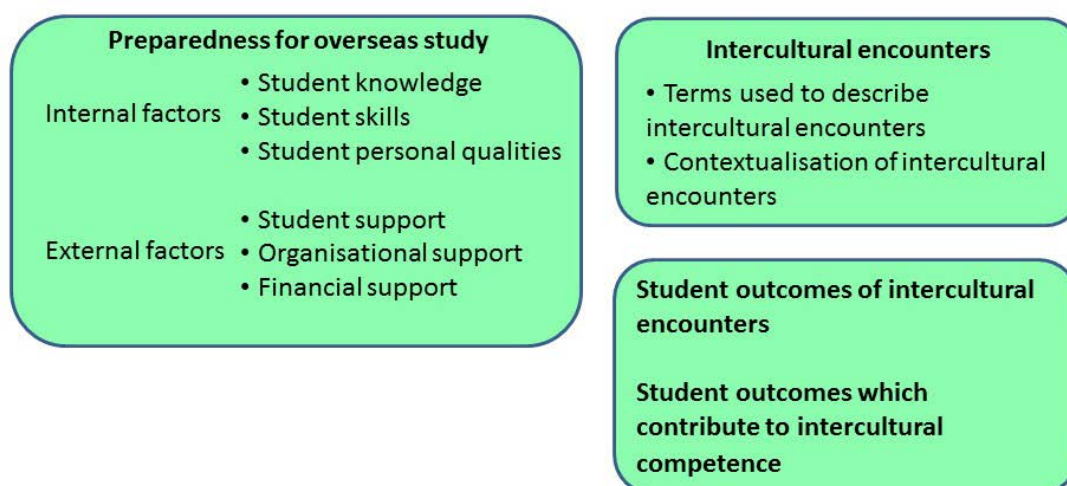 Preparedness for overseas study
Internal factors
• Student knowledge
• Student skills
• Student personal qualities
External factors
• Student support
• Organisational support
• Financial support
Intercultural encounters
• Terms used to describe
intercultural encounters
• Contextualisation of intercultural
encounters
Student outcomes of intercultural
encounters
Student outcomes which
contribute to intercultural
competence